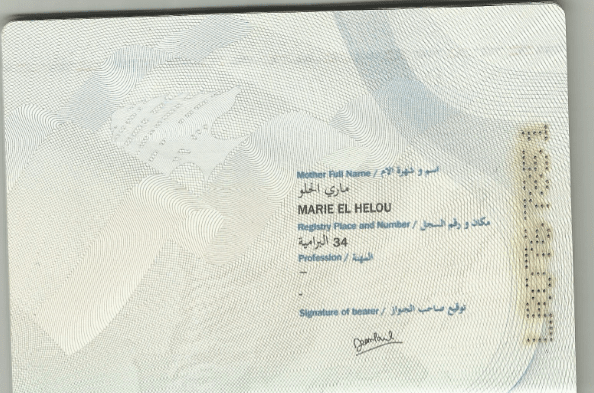 Mother Full Name / اسم و شهرة الام
ماري الحلو
MARIE EL HELOU
Registry Place and Number / مكان و رقم السجل
34 البرامية
Profession / المهنة
–
-
Signature of bearer / توقيع صاحب الجواز